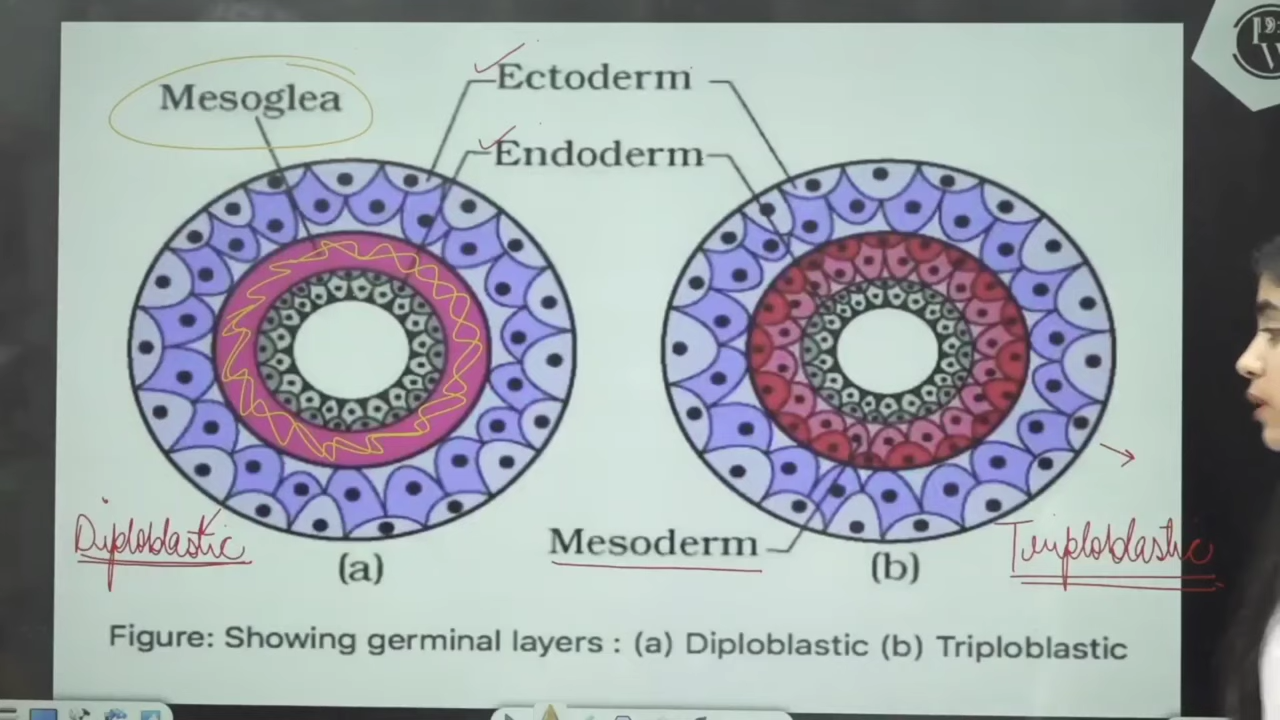 Mesoglea
Ectoderm
Endoderm
Mesoderm
Diploblastic
(a)
(b)
Triploblastic
Figure: Showing germinal layers : (a) Diploblastic (b) Triploblastic